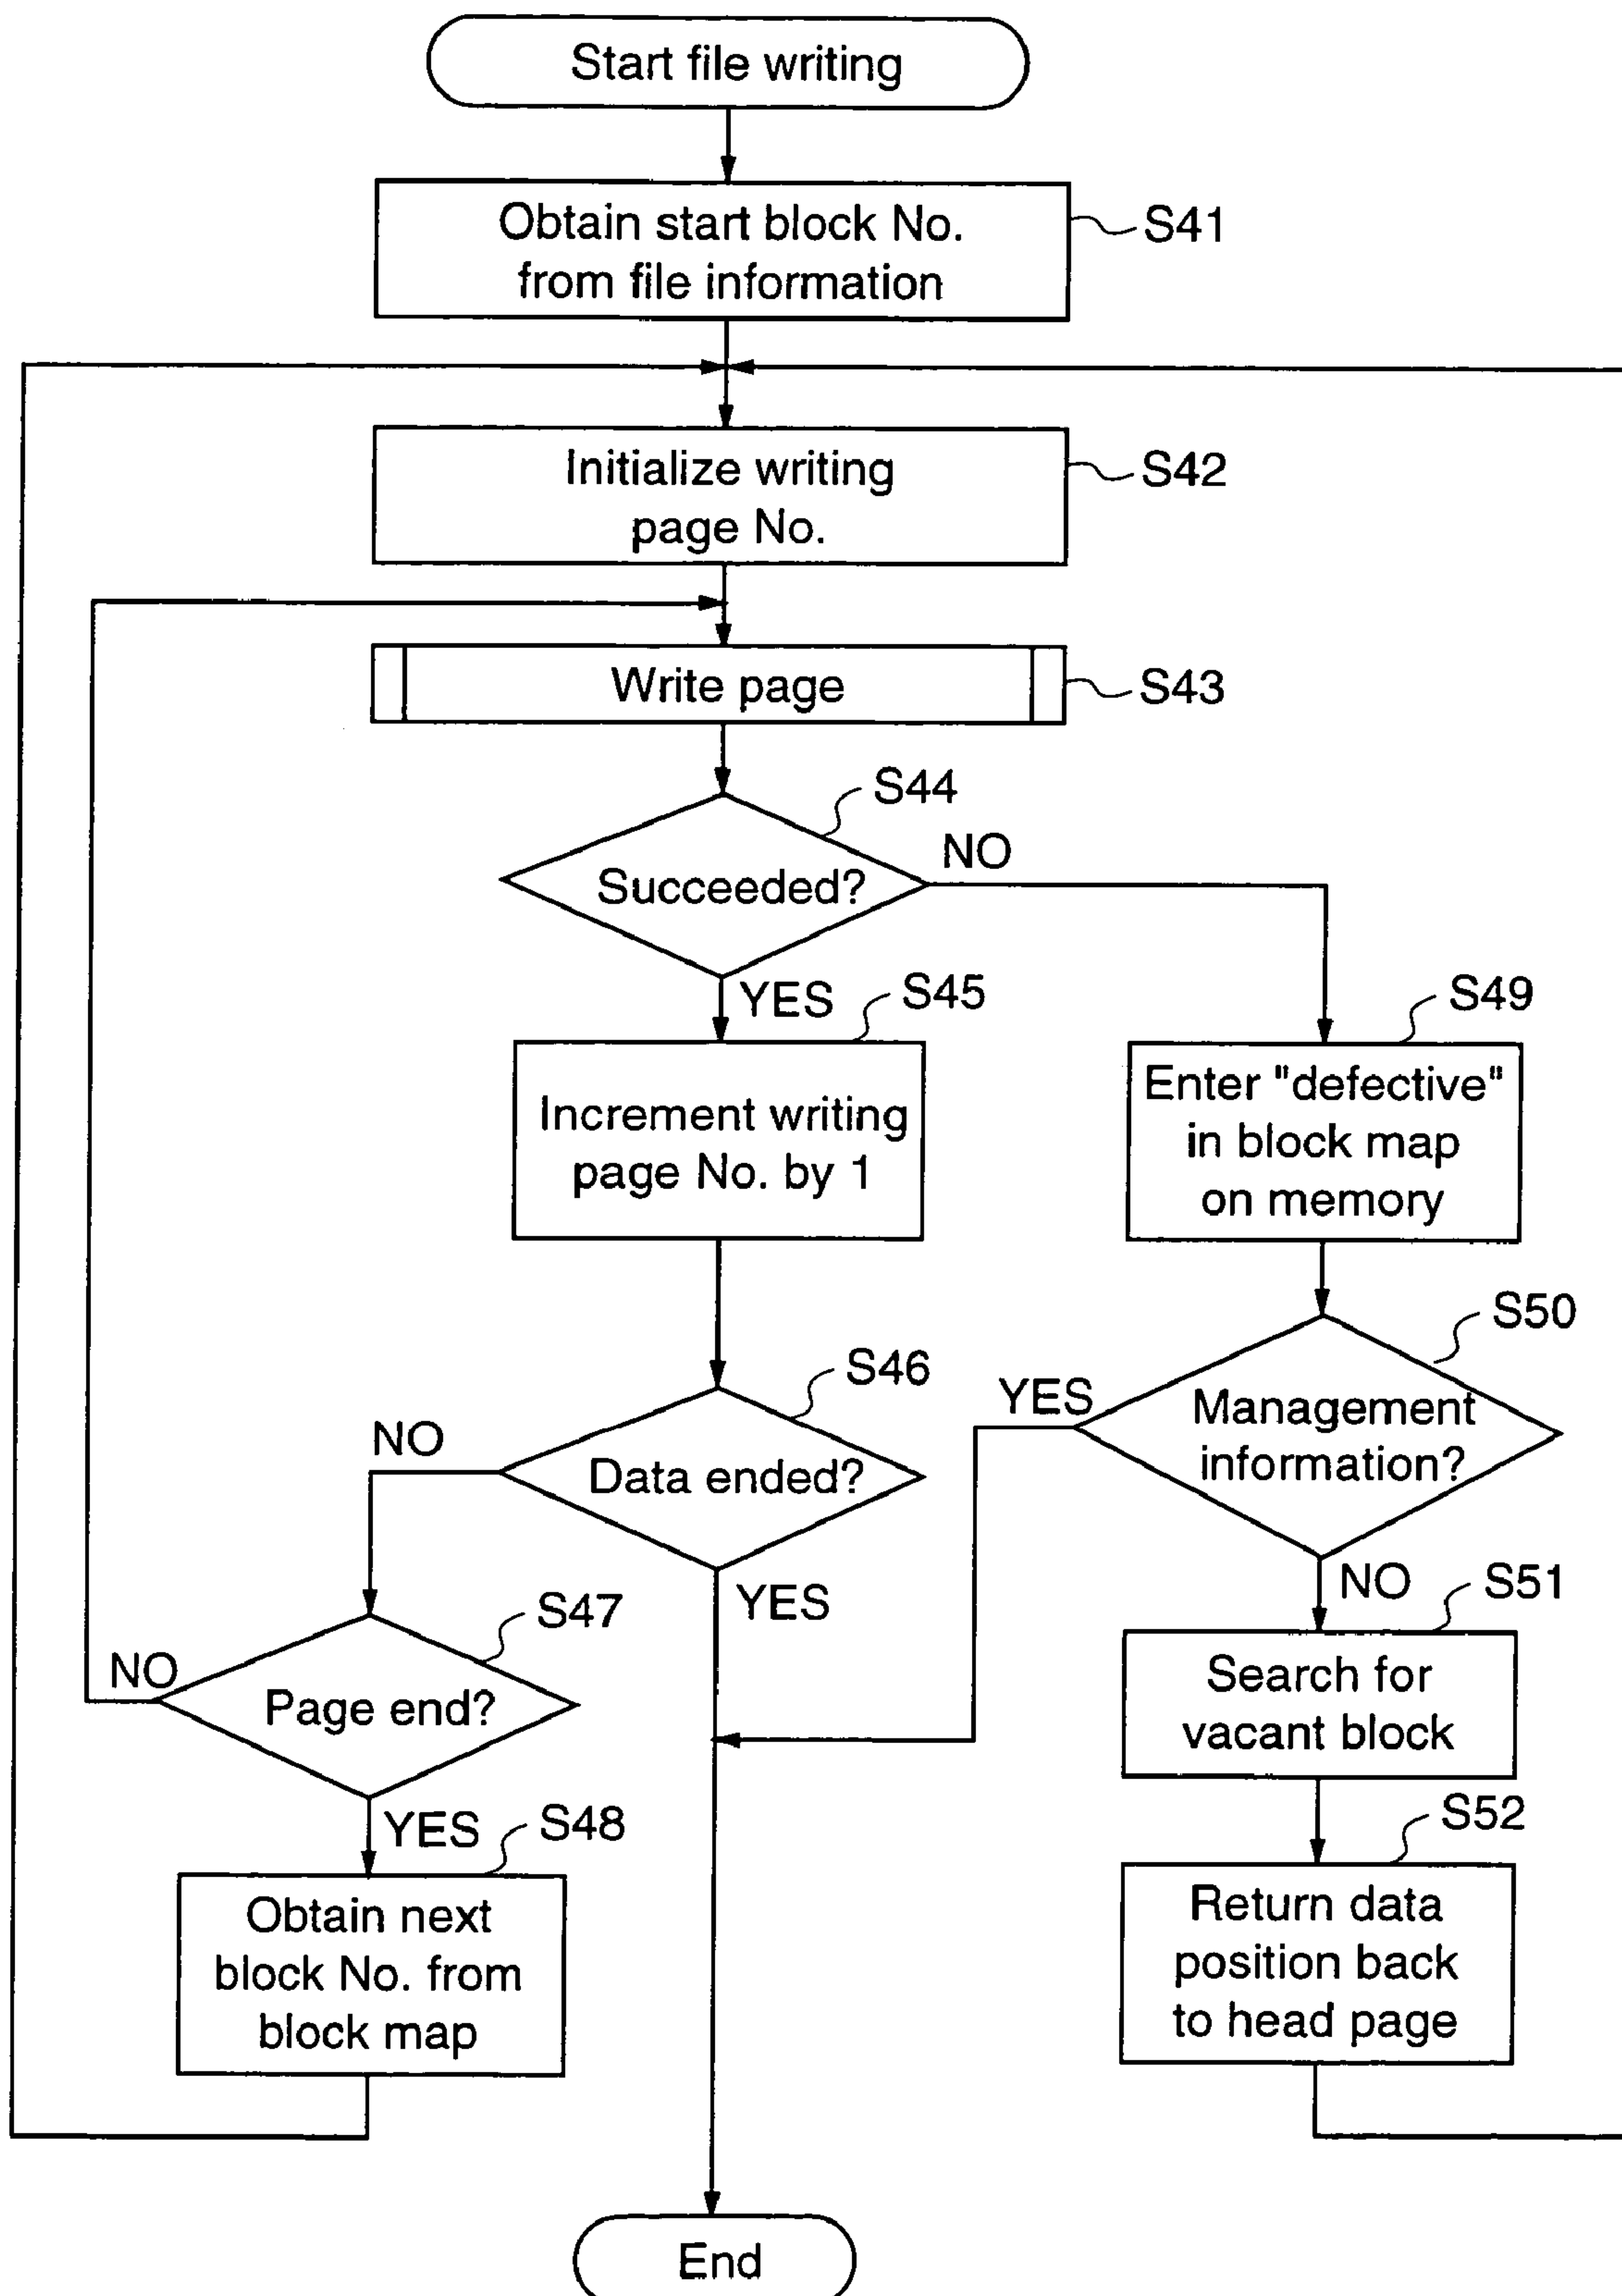 Start file writing
Obtain start block No.
from file information
S41
Initialize writing
page No.
S42
Write page
S43
S44
Succeeded?
NO
YES
S45
Increment writing
page No. by 1
S49
Enter "defective"
in block map
on memory
S46
Data ended?
NO
YES
S50
Management
information?
YES
NO
S47
Page end?
NO
YES
S48
Obtain next
block No. from
block map
S51
Search for
vacant block
S52
Return data
position back
to head page
End